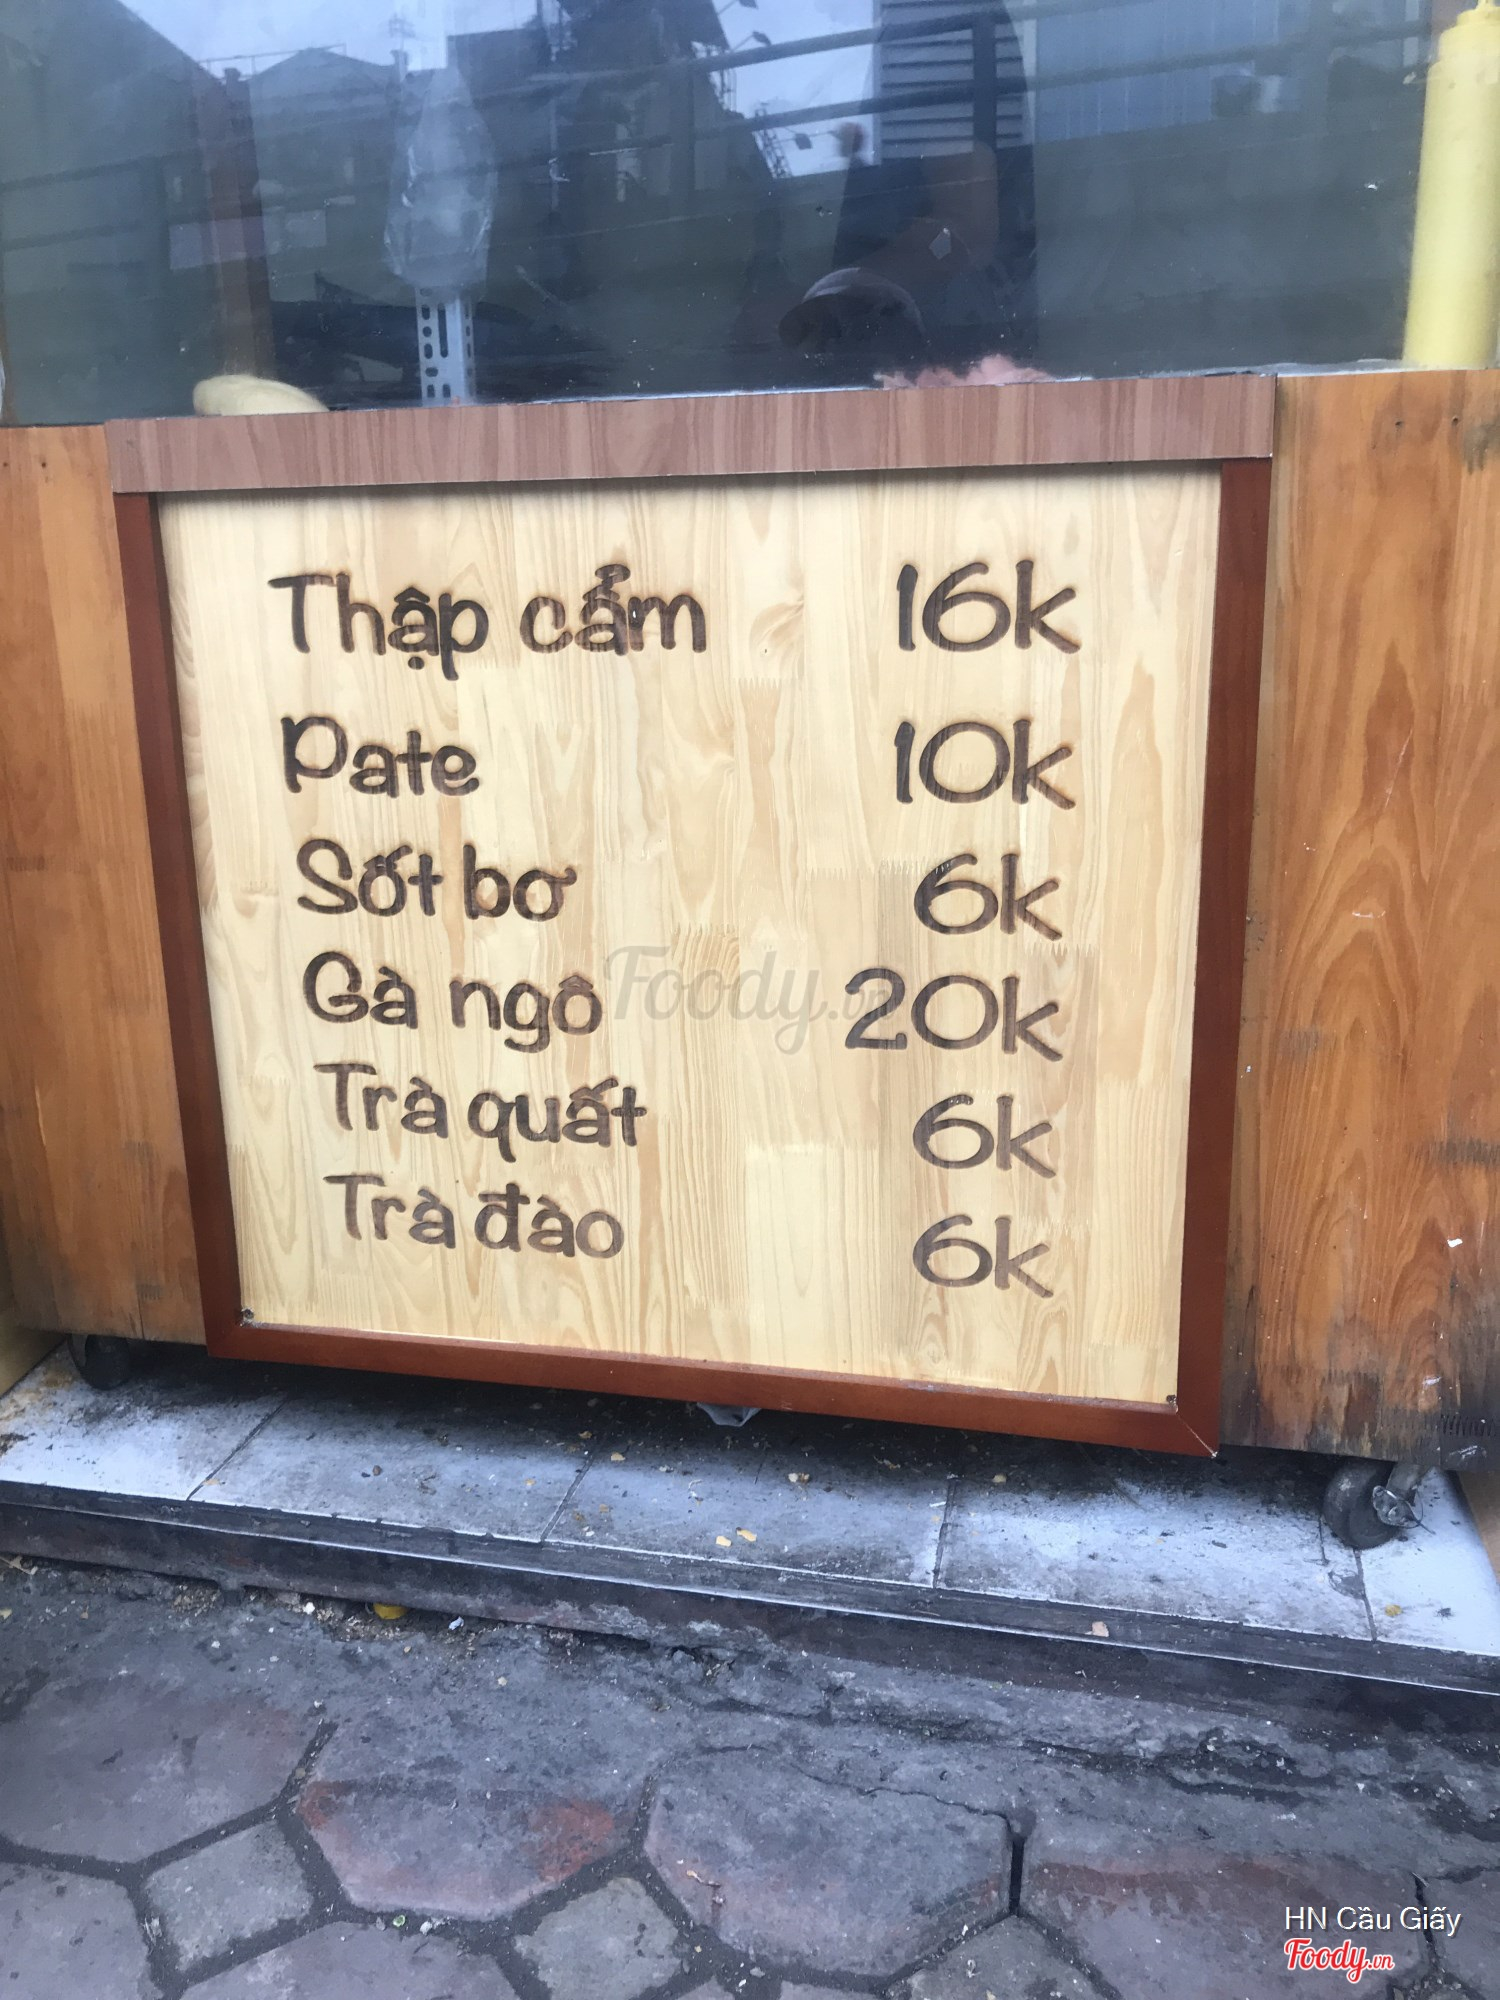 Thập cẩm 16k
Pate 10k
Sốt bơ 6k
Gà ngô 20k
Foody.vn
Trà quất 6k
Trà đào 6k
HN Cầu Giấy
Foody.vn